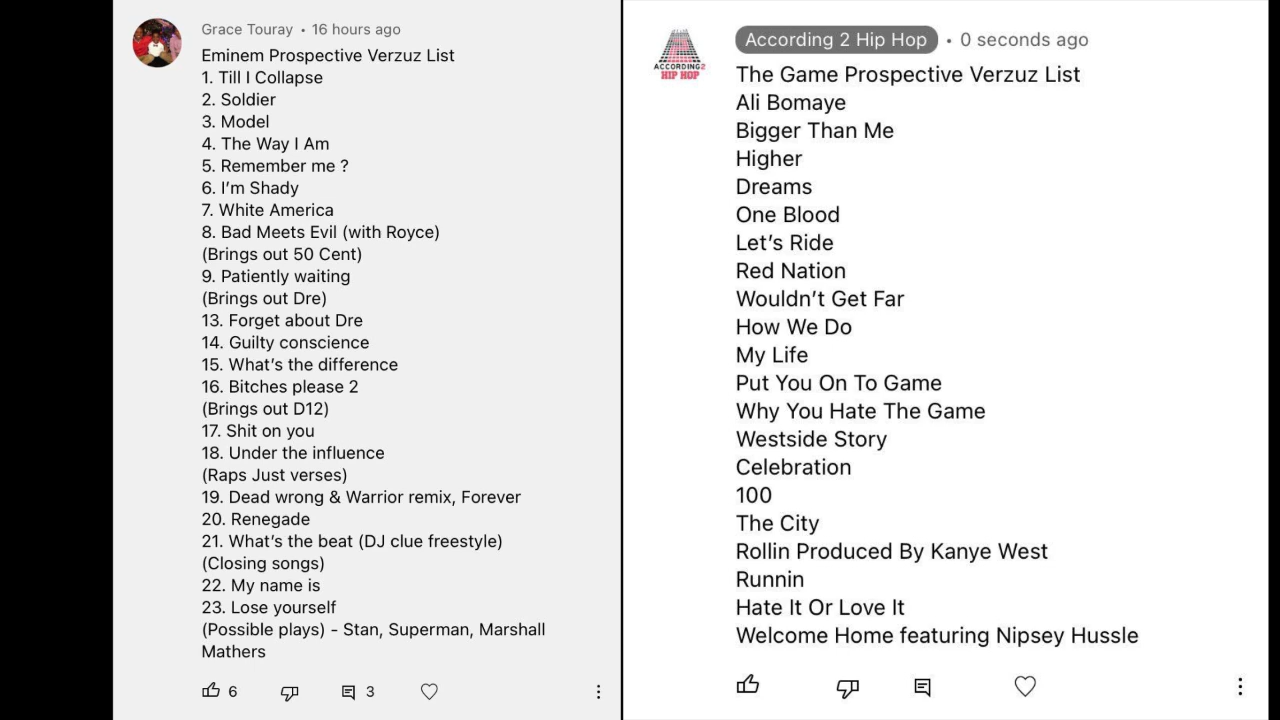 Grace Touray • 16 hours ago
Eminem Prospective Verzuz List
1. Till I Collapse
2. Soldier
3. Model
4. The Way I Am
5. Remember me ?
6. I'm Shady
7. White America
8. Bad Meets Evil (with Royce)
(Brings out 50 Cent)
9. Patiently waiting
(Brings out Dre)
13. Forget about Dre
14. Guilty conscience
15. What's the difference
16. Bitches please 2
(Brings out D12)
17. Shit on you
18. Under the influence
(Raps Just verses)
19. Dead wrong & Warrior remix, Forever
20. Renegade
21. What's the beat (DJ clue freestyle)
(Closing songs)
22. My name is
23. Lose yourself
(Possible plays) - Stan, Superman, Marshall
Mathers
6
3
ACCORDING2
HIP HOP
According 2 Hip Hop • 0 seconds ago
The Game Prospective Verzuz List
Ali Bomaye
Bigger Than Me
Higher
Dreams
One Blood
Let's Ride
Red Nation
Wouldn't Get Far
How We Do
My Life
Put You On To Game
Why You Hate The Game
Westside Story
Celebration
100
The City
Rollin Produced By Kanye West
Runnin
Hate It Or Love It
Welcome Home featuring Nipsey Hussle